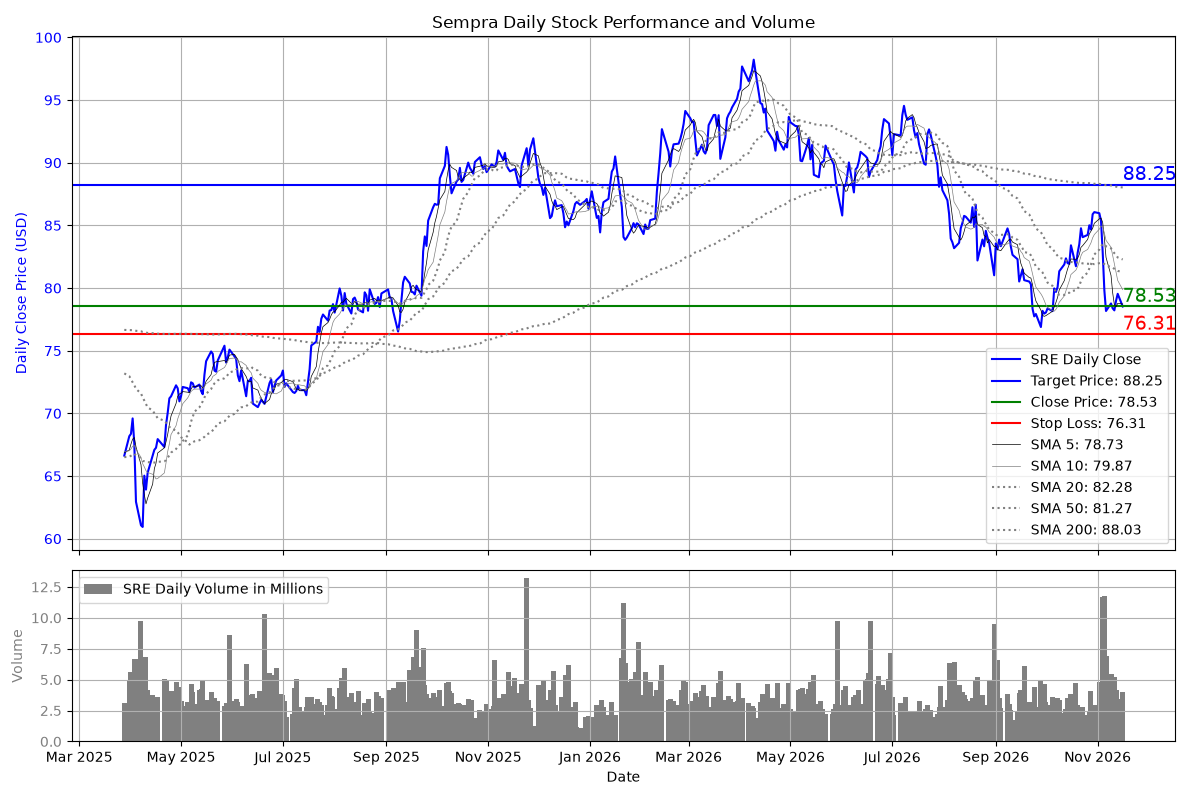 Sempra Daily Stock Performance and Volume
100
95
90
85
80
75
70
65
60
Daily Close Price (USD)
88.25
78.53
76.31
SRE Daily Close
Target Price: 88.25
Close Price: 78.53
Stop Loss: 76.31
SMA 5: 78.73
SMA 10: 79.87
SMA 20: 82.28
SMA 50: 81.27
SMA 200: 88.03
12.5
10.0
7.5
5.0
2.5
0.0
Volume
SRE Daily Volume in Millions
Mar 2025 May 2025 Jul 2025 Sep 2025 Nov 2025 Jan 2026 Mar 2026 May 2026 Jul 2026 Sep 2026 Nov 2026
Date